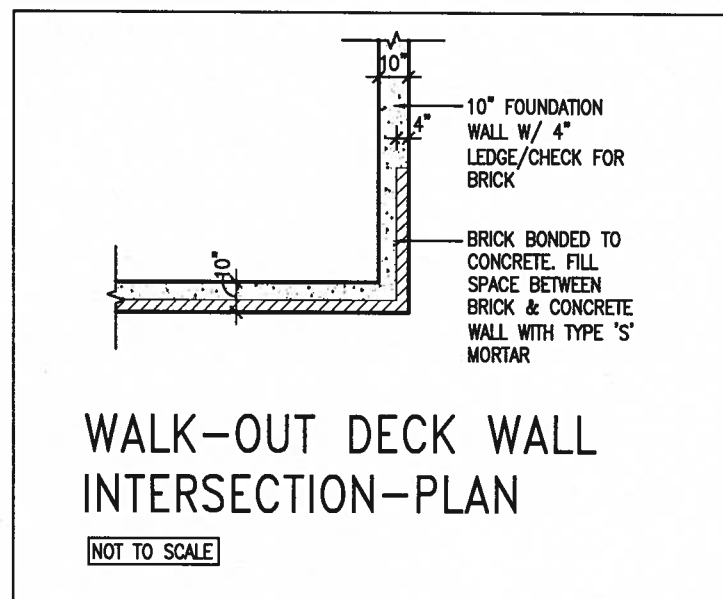 10"
10" FOUNDATION
WALL W/ 4"
LEDGE/CHECK FOR
BRICK
4"
BRICK BONDED TO
CONCRETE. FILL
SPACE BETWEEN
BRICK & CONCRETE
WALL WITH TYPE 'S'
MORTAR
10"
WALK-OUT DECK WALL
INTERSECTION-PLAN
NOT TO SCALE